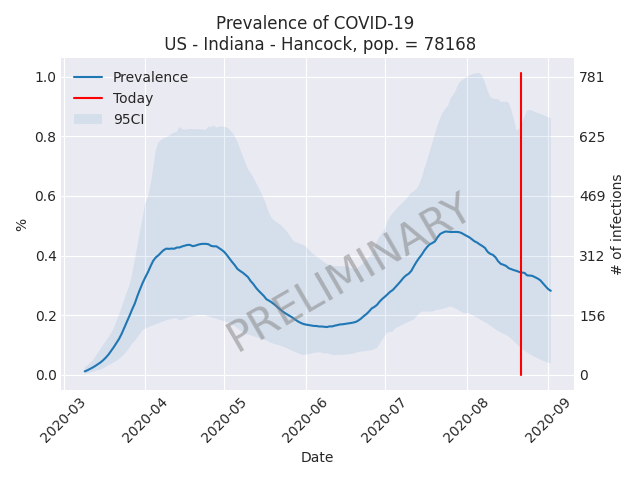 Prevalence of COVID-19
US - Indiana - Hancock, pop. = 78168
Prevalence
Today
95CI
1.0
0.8
0.6
0.4
0.2
0.0
%
781
625
469
312
156
0
# of infections
PRELIMINARY
2020-03
2020-04
2020-05
2020-06
2020-07
2020-08
2020-09
Date